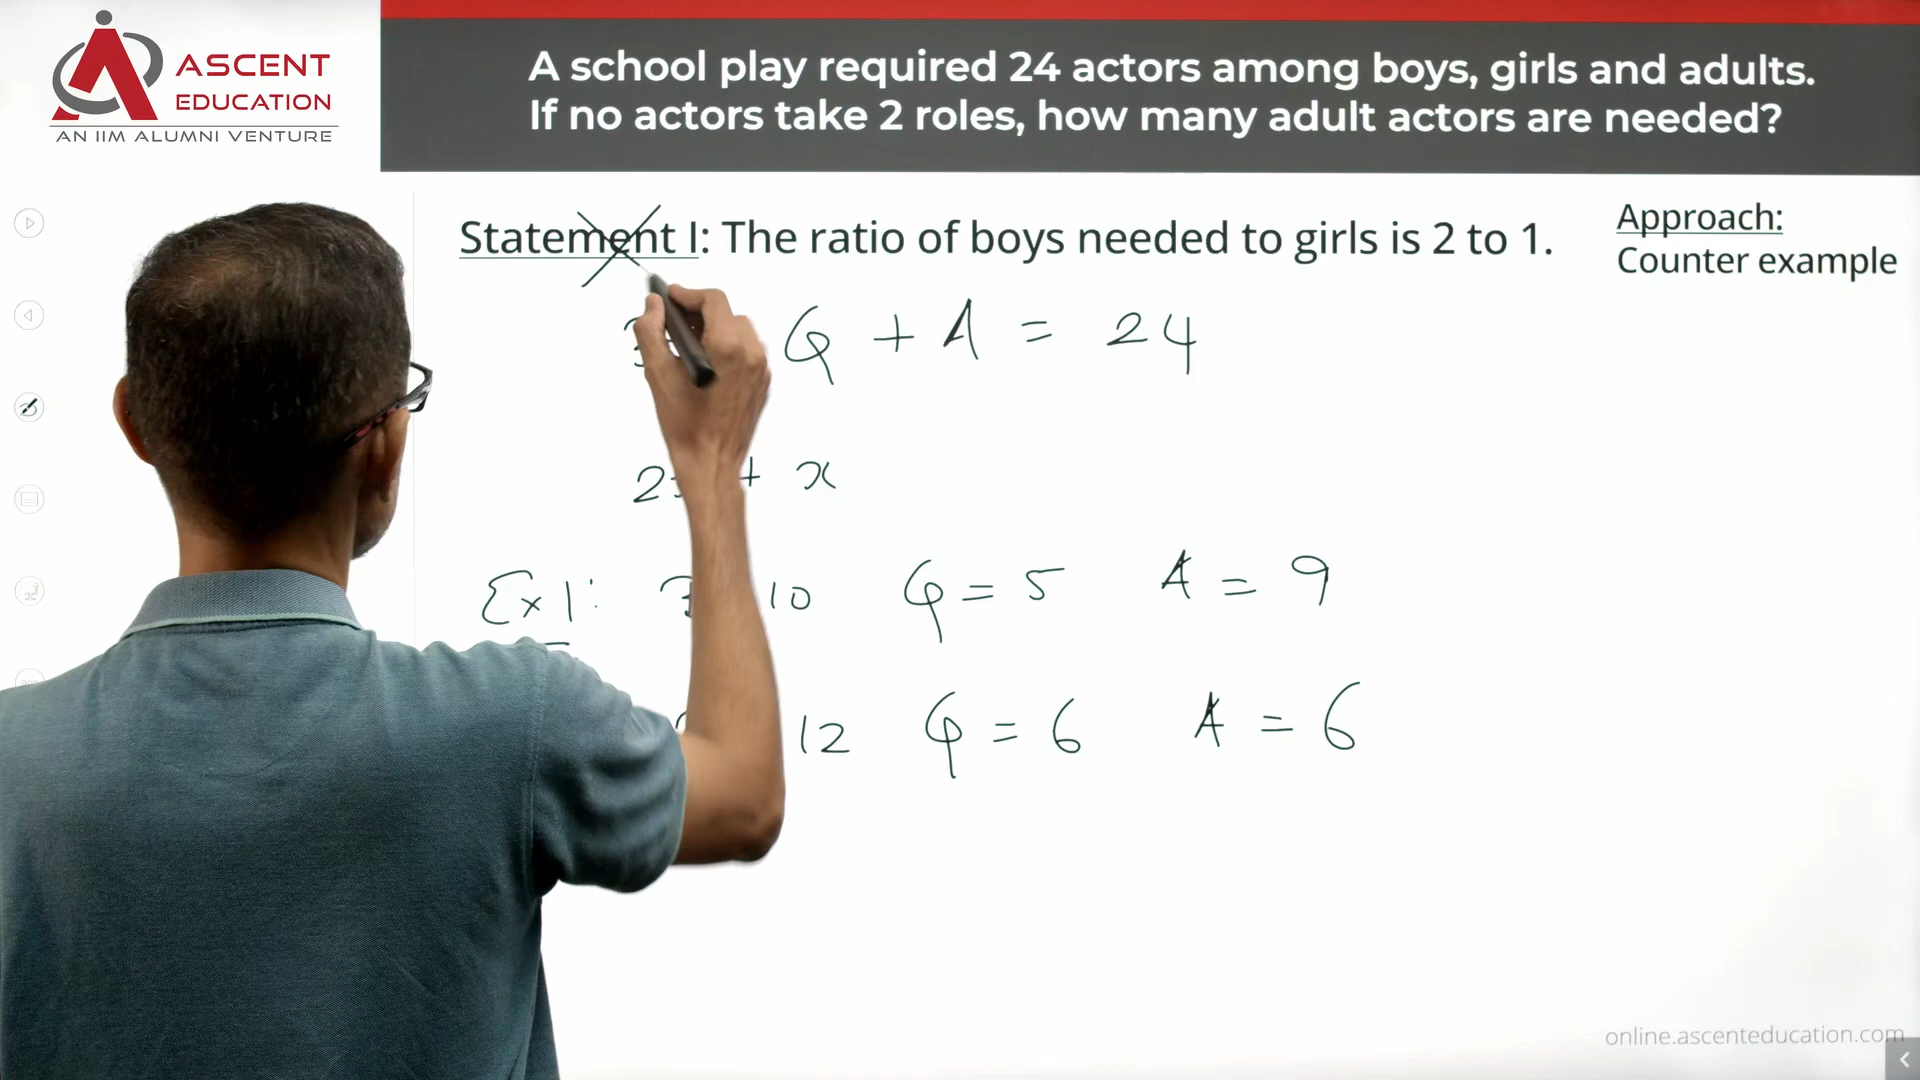 ASCENT
EDUCATION
AN IIM ALUMNI VENTURE
A school play required 24 actors among boys, girls and adults.
If no actors take 2 roles, how many adult actors are needed?
Statement I: The ratio of boys needed to girls is 2 to 1.
Approach:
Counter example
G + A = 24
+ x
Ex 1: 10 G = 5 A = 9
12 G = 6 A = 6
online.ascenteducation.com